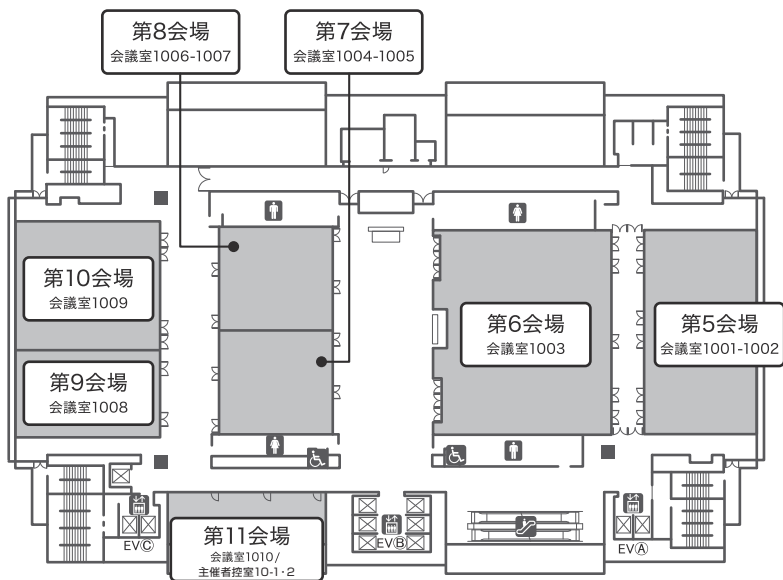 第8会場
会議室1006-1007
第7会場
会議室1004-1005
第10会場
会議室1009
第9会場
会議室1008
第6会場
会議室1003
第5会場
会議室1001-1002
第11会場
会議室1010/
主催者控室10-1・2
EVⒸ
EVⒷ
EVⒶ